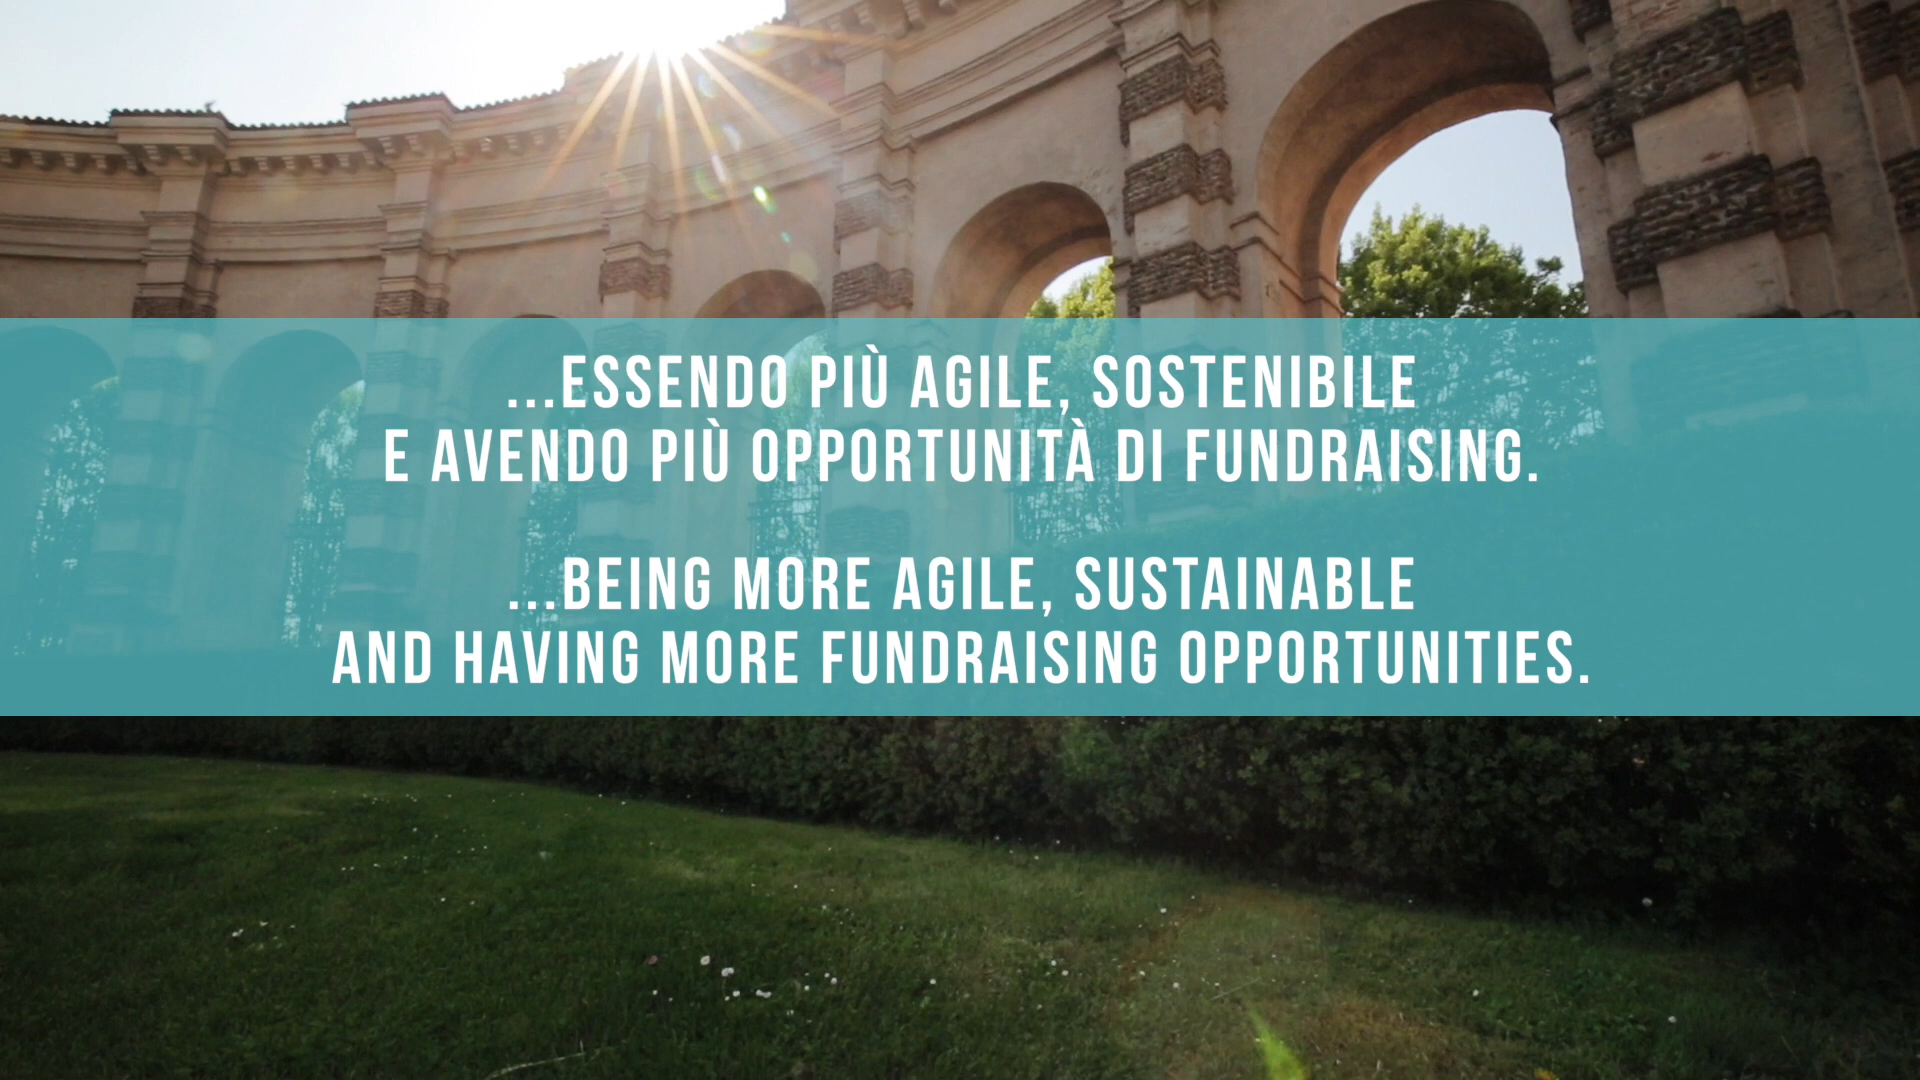 ...ESSENDO PIÙ AGILE, SOSTENIBILE
E AVENDO PIÙ OPPORTUNITÀ DI FUNDRAISING.
...BEING MORE AGILE, SUSTAINABLE
AND HAVING MORE FUNDRAISING OPPORTUNITIES.